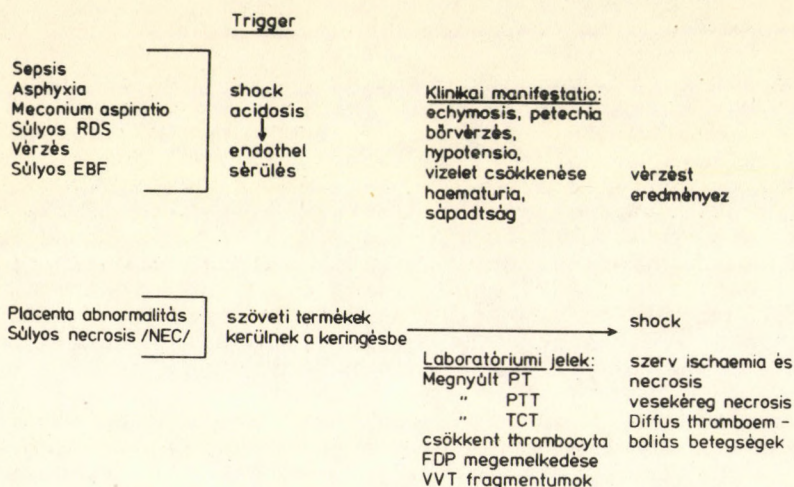 Trigger
Sepsis
Asphyxia
Meconium aspiratio
Súlyos RDS
Vérzés
Súlyos EBF
shock
acidosis
endothel
sérülés
Klinikai manifestatio:
echymosis, petechia
bőrvérzés,
hypotensio,
vizelet csökkenése
haematuria,
sápadtság
vérzést
eredményez
Placenta abnormalitás
Súlyos necrosis /NEC/
szöveti termékek
kerülnek a keringésbe
shock
Laboratóriumi jelek:
Megnyúlt PT
" PTT
" TCT
csökkent thrombocyta
FDP megemelkedése
VVT fragmentumok
szerv ischaemia és
necrosis
vesekéreg necrosis
Diffus thromboem -
boliás betegségek